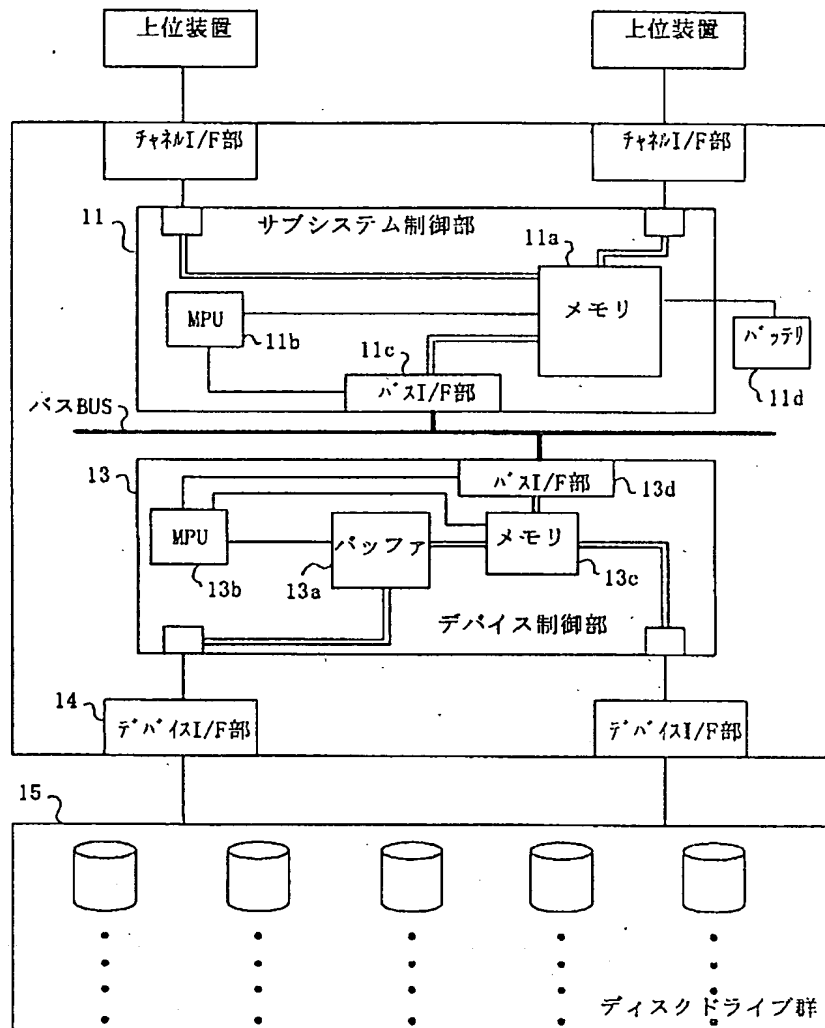 上位装置
上位装置
チャネルI/F部
チャネルI/F部
11
サブシステム制御部
11a
MPU
メモリ
11b
11c
バッテリ
バスI/F部
11d
バスBUS
13
バスI/F部
13d
MPU
バッファ
メモリ
13b
13a
13c
デバイス制御部
14
デバイスI/F部
デバイスI/F部
15
ディスクドライブ群